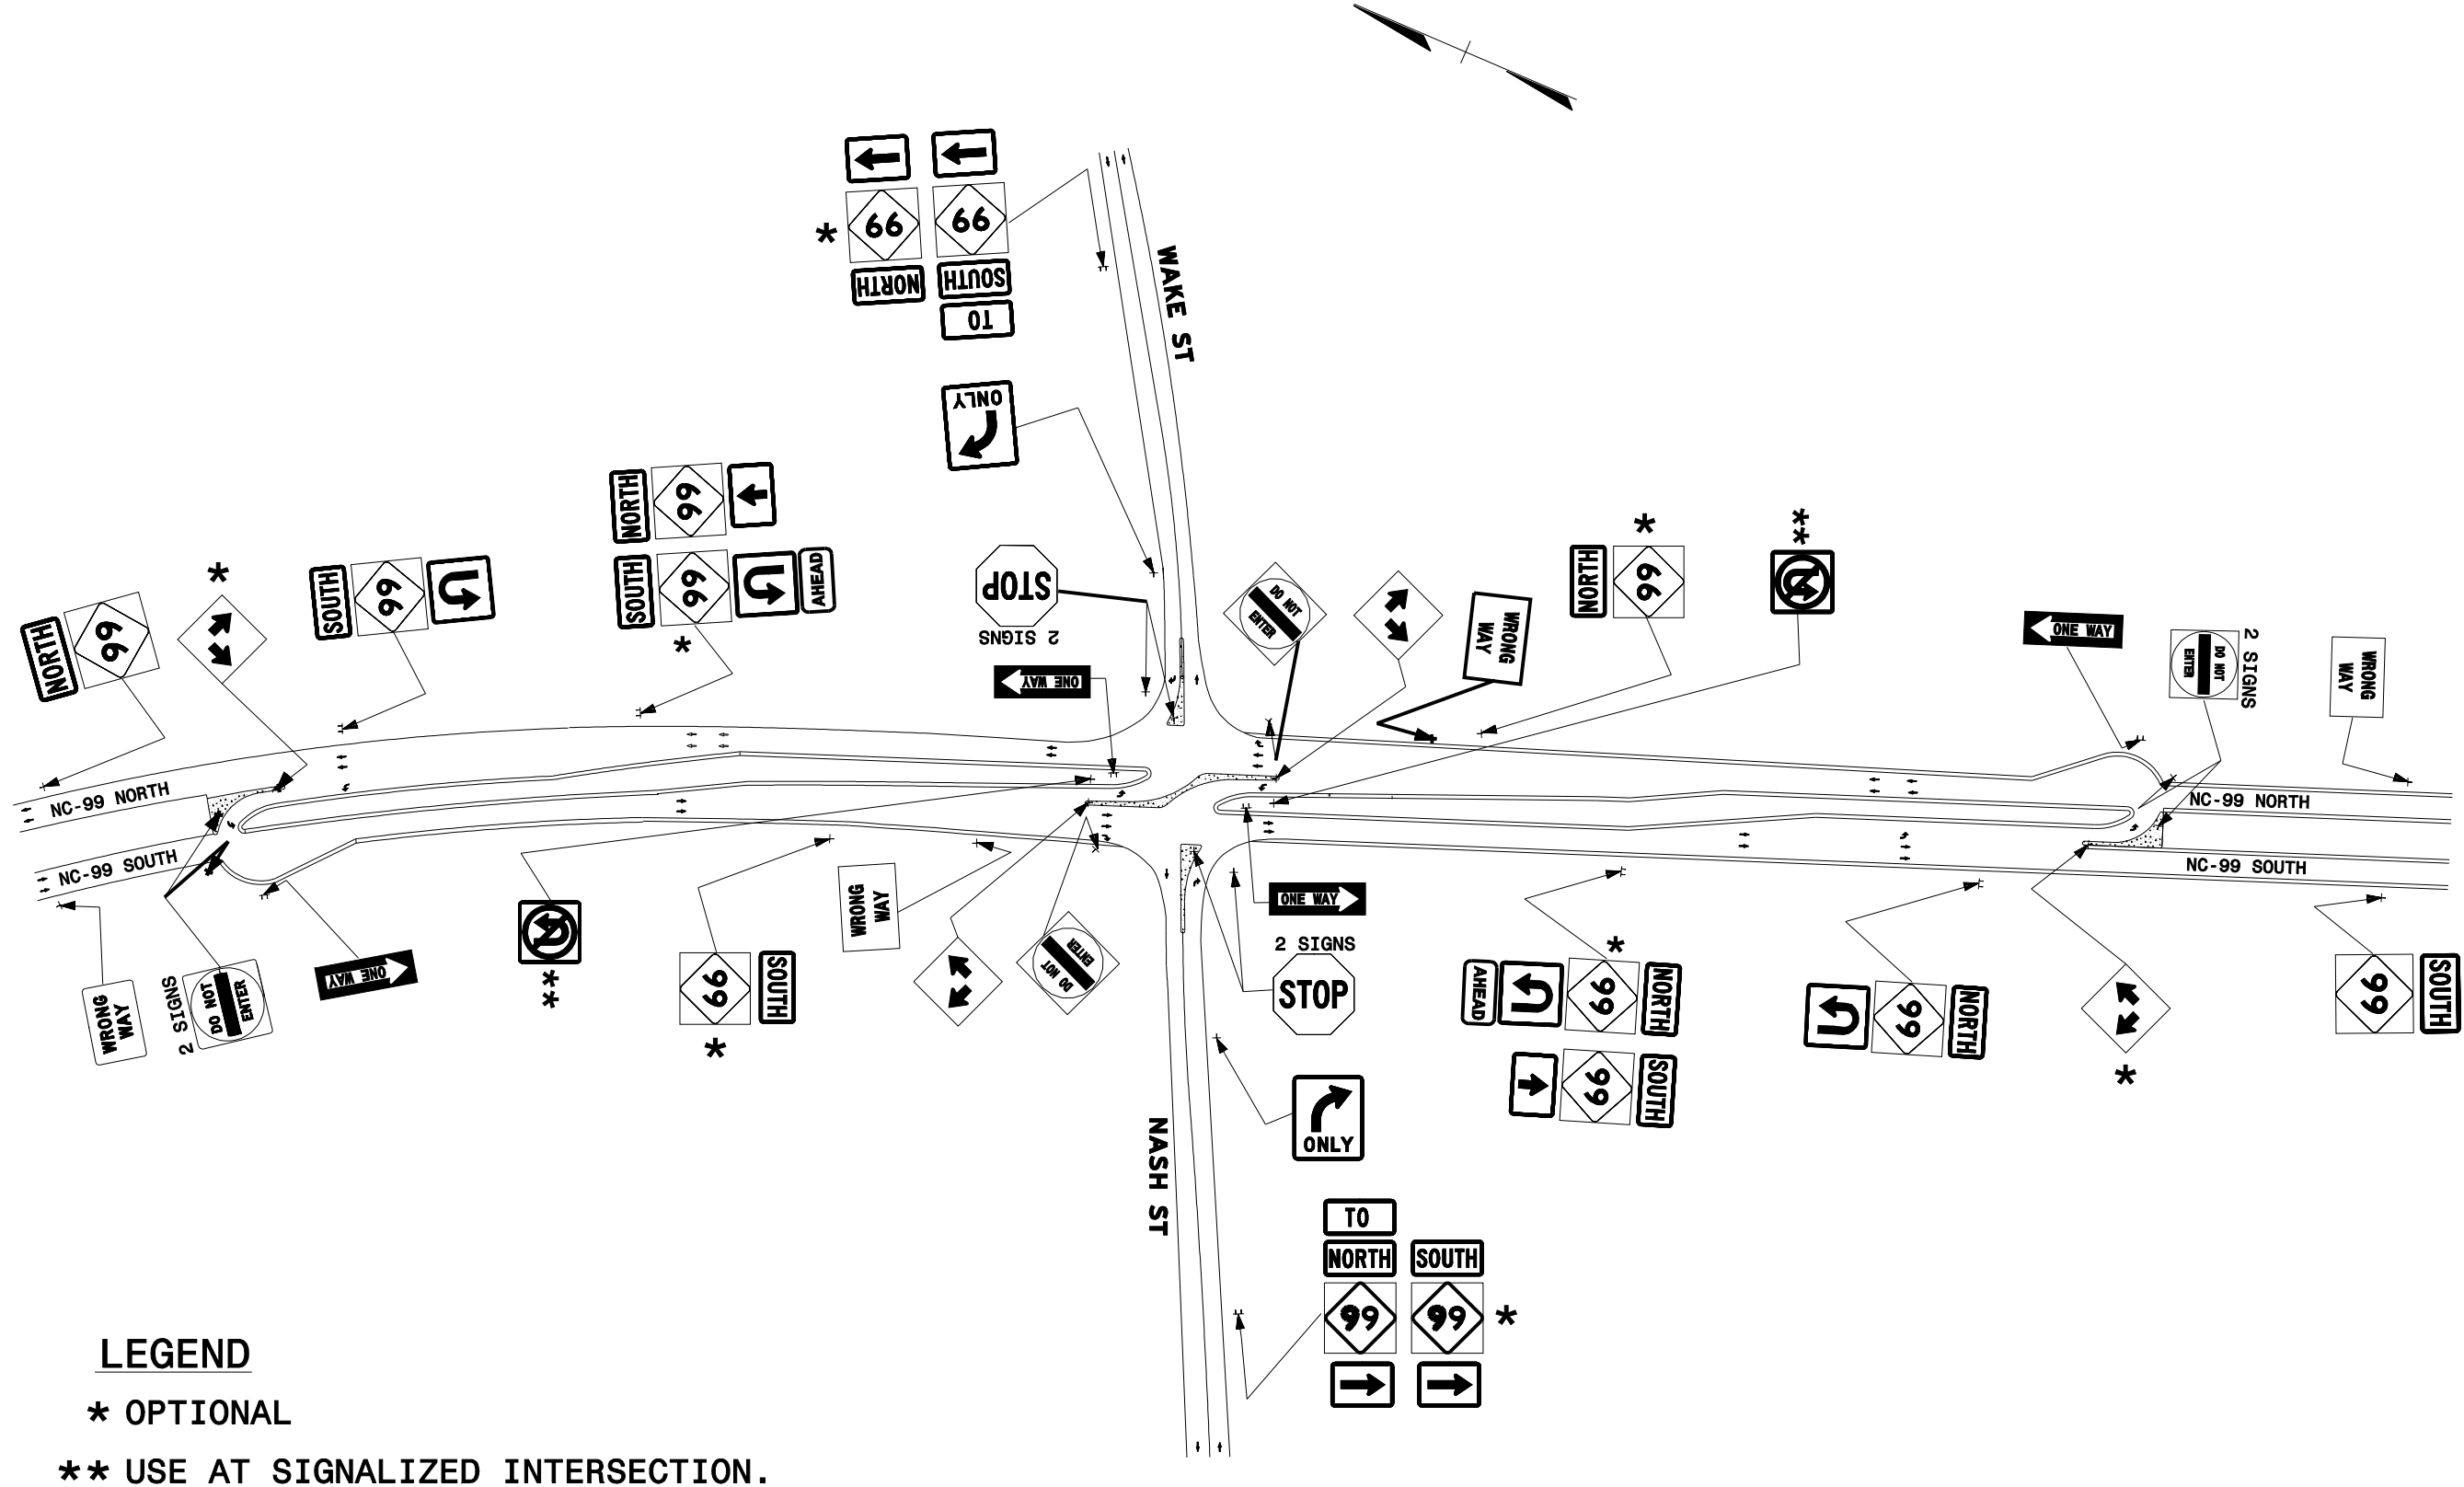 WAKE ST
99
NORTH
99
SOUTH
TO
ONLY
STOP
2 SIGNS
ONE WAY
NORTH
99
SOUTH
99
NORTH
99
SOUTH
99
AHEAD
DO NOT
ENTER
WRONG
WAY
NORTH
99
ONE WAY
DO NOT
ENTER
2 SIGNS
WRONG
WAY
NC-99 NORTH
NC-99 SOUTH
NC-99 NORTH
NC-99 SOUTH
WRONG
WAY
2 SIGNS
DO NOT
ENTER
ONE WAY
99
SOUTH
WRONG
WAY
DO NOT
ENTER
ONE WAY
2 SIGNS
STOP
ONLY
AHEAD
99
NORTH
99
SOUTH
99
NORTH
99
SOUTH
NASH ST
TO
NORTH SOUTH
99 99 *
LEGEND
* OPTIONAL
** USE AT SIGNALIZED INTERSECTION.